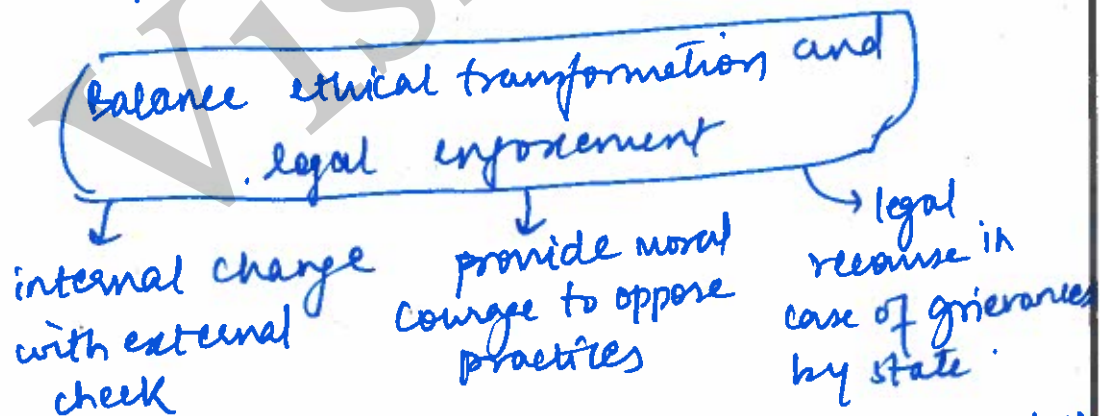 Balance ethical transformation and
legal enforcement
internal change
with external
check
provide moral
courage to oppose
practices
legal
recourse in
case of grievances
by state.